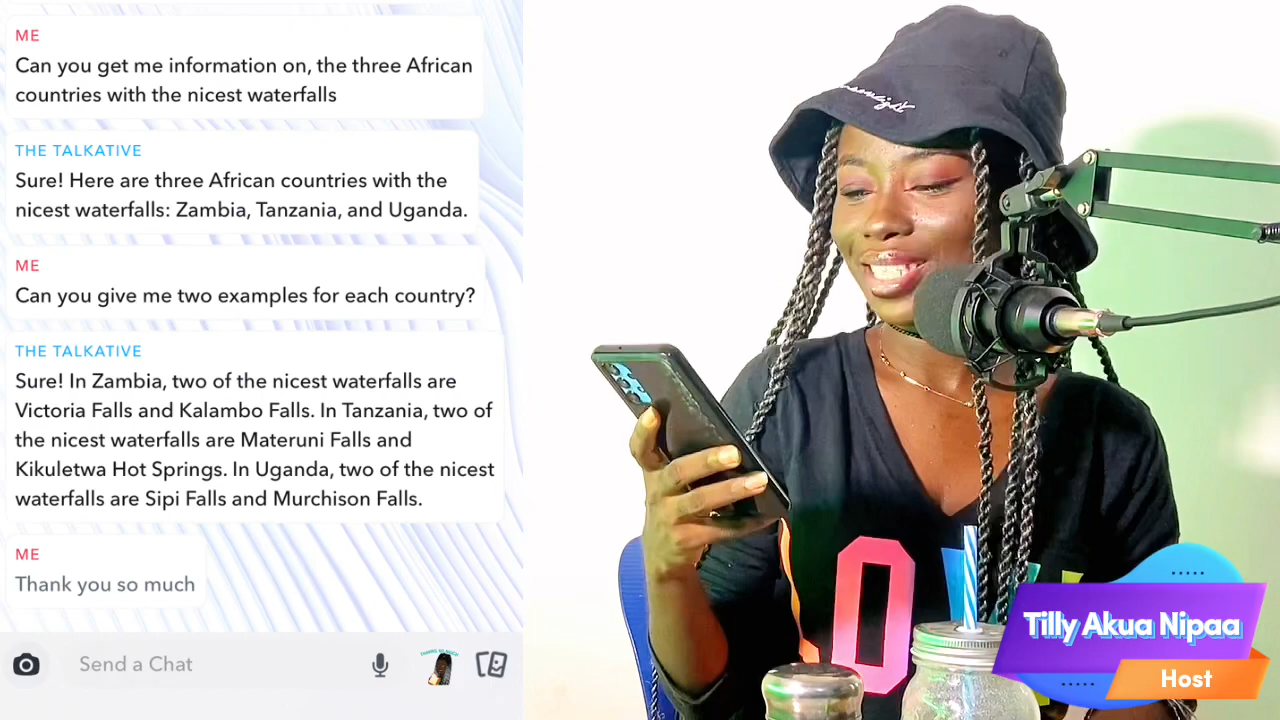 ME
Can you get me information on, the three African
countries with the nicest waterfalls
THE TALKATIVE
Sure! Here are three African countries with the
nicest waterfalls: Zambia, Tanzania, and Uganda.
ME
Can you give me two examples for each country?
THE TALKATIVE
Sure! In Zambia, two of the nicest waterfalls are
Victoria Falls and Kalambo Falls. In Tanzania, two of
the nicest waterfalls are Materuni Falls and
Kikuletwa Hot Springs. In Uganda, two of the nicest
waterfalls are Sipi Falls and Murchison Falls.
ME
Thank you so much
Send a Chat
Tilly Akua Nipaa
Host